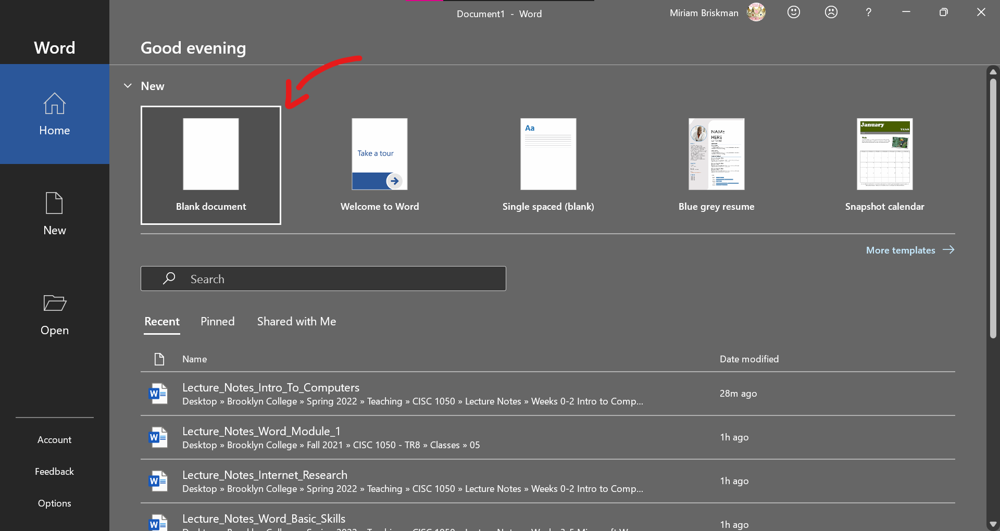 Document1 - Word
Miriam Briskman
?
Word
Good evening
Home
New
Open
Account
Feedback
Options
New
Blank document
Take a tour
Welcome to Word
Aa
Single spaced (blank)
NAME
HERE
Blue grey resume
January
YEAR
Title
Snapshot calendar
More templates
Search
Recent Pinned Shared with Me
Name Date modified
Lecture_Notes_Intro_To_Computers
Desktop » Brooklyn College » Spring 2022 » Teaching » CISC 1050 » Lecture Notes » Weeks 0-2 Intro to Comp...
28m ago
Lecture_Notes_Word_Module_1
Desktop » Brooklyn College » Fall 2021 » CISC 1050 - TR8 » Classes » 05
1h ago
Lecture_Notes_Internet_Research
Desktop » Brooklyn College » Spring 2022 » Teaching » CISC 1050 » Lecture Notes » Weeks 0-2 Intro to Comp...
1h ago
Lecture_Notes_Word_Basic_Skills
1h ago